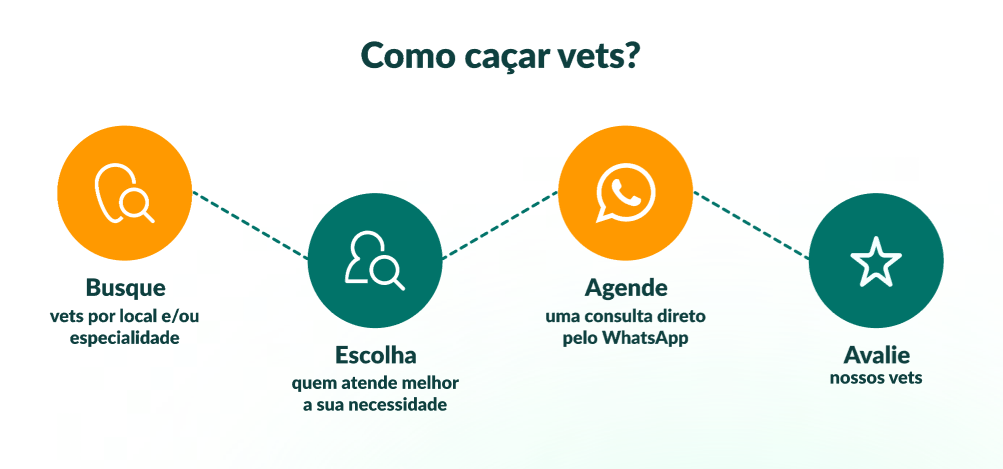 Como caçar vets?
Busque
vets por local e/ou
especialidade
Escolha
quem atende melhor
a sua necessidade
Agende
uma consulta direto
pelo WhatsApp
Avalie
nossos vets